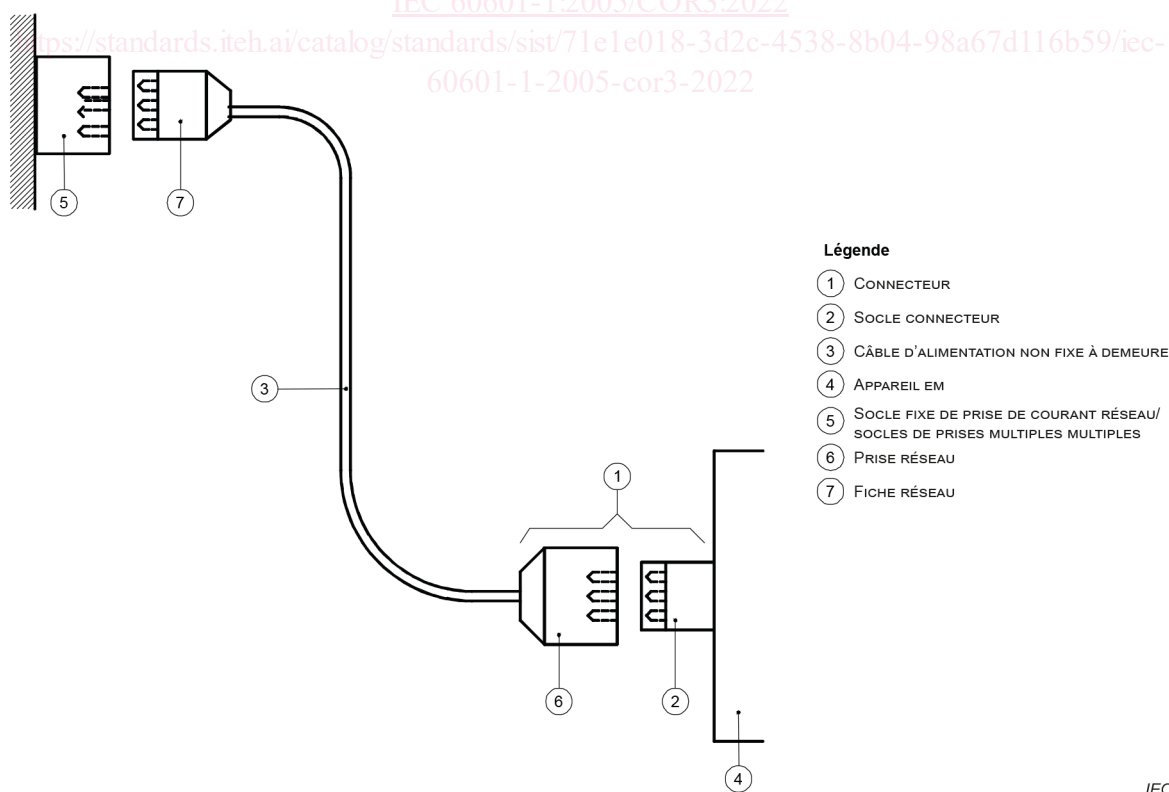 IEC 60601-1:2005/COR3:2022
tps://standards.iteh.ai/catalog/standards/sist/71e1e018-3d2c-4538-8b04-98a67d116b59/iec-
60601-1-2005-cor3-2022
5
7
3
1
6
2
4
Légende
1 CONNECTEUR
2 SOCLE CONNECTEUR
3 CÂBLE D'ALIMENTATION NON FIXE À DEMEURE
4 APPAREIL EM
5 SOCLE FIXE DE PRISE DE COURANT RÉSEAU/
SOCLES DE PRISES MULTIPLES MULTIPLES
6 PRISE RÉSEAU
7 FICHE RÉSEAU
IEC